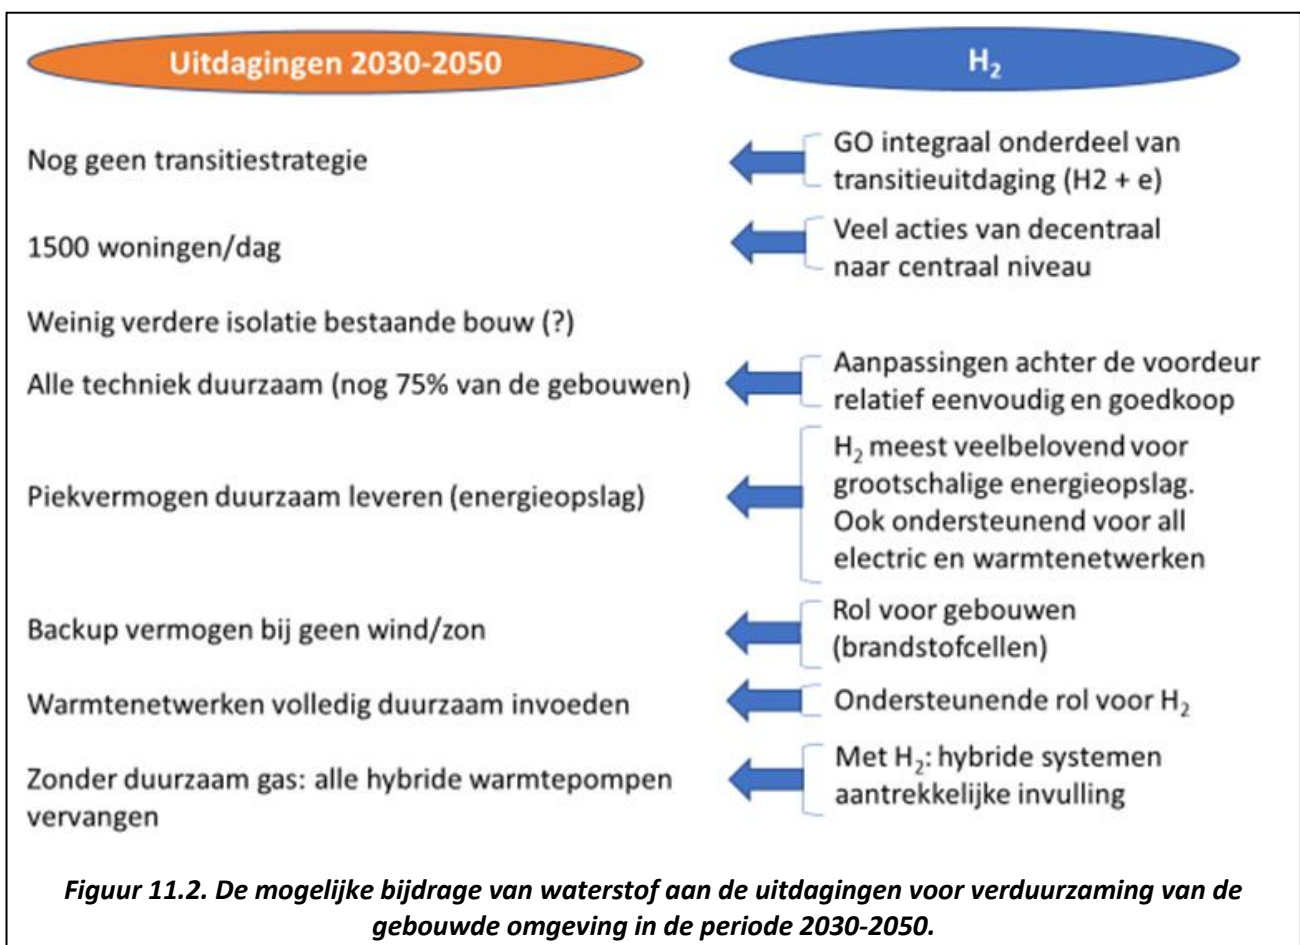 Uitdagingen 2030-2050
H₂
Nog geen transitiestrategie
GO integraal onderdeel van
transitieuitdaging (H2 + e)
1500 woningen/dag
Veel acties van decentraal
naar centraal niveau
Weinig verdere isolatie bestaande bouw (?)
Alle techniek duurzaam (nog 75% van de gebouwen)
Aanpassingen achter de voordeur
relatief eenvoudig en goedkoop
Piekvermogen duurzaam leveren (energieopslag)
H₂ meest veelbelovend voor
grootschalige energieopslag.
Ook ondersteunend voor all
electric en warmtenetwerken
Backup vermogen bij geen wind/zon
Rol voor gebouwen
(brandstofcellen)
Warmtenetwerken volledig duurzaam invoeden
Ondersteunende rol voor H₂
Zonder duurzaam gas: alle hybride warmtepompen
vervangen
Met H₂: hybride systemen
aantrekkelijke invulling
Figuur 11.2. De mogelijke bijdrage van waterstof aan de uitdagingen voor verduurzaming van de
gebouwde omgeving in de periode 2030-2050.